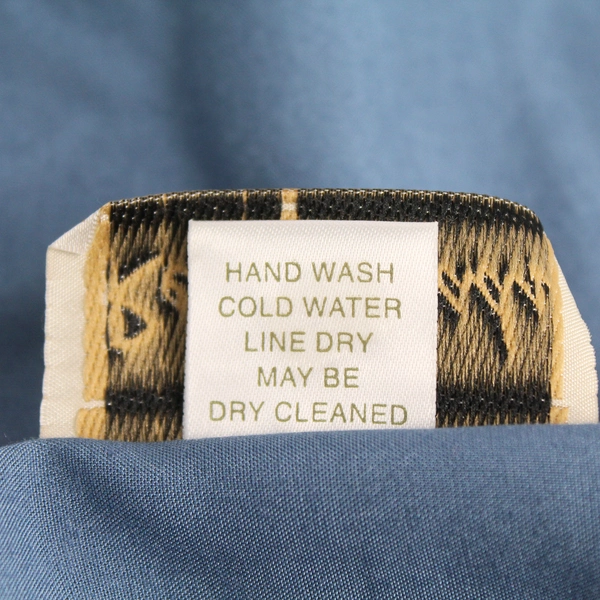 HAND WASH
COLD WATER
LINE DRY
MAY BE
DRY CLEANED